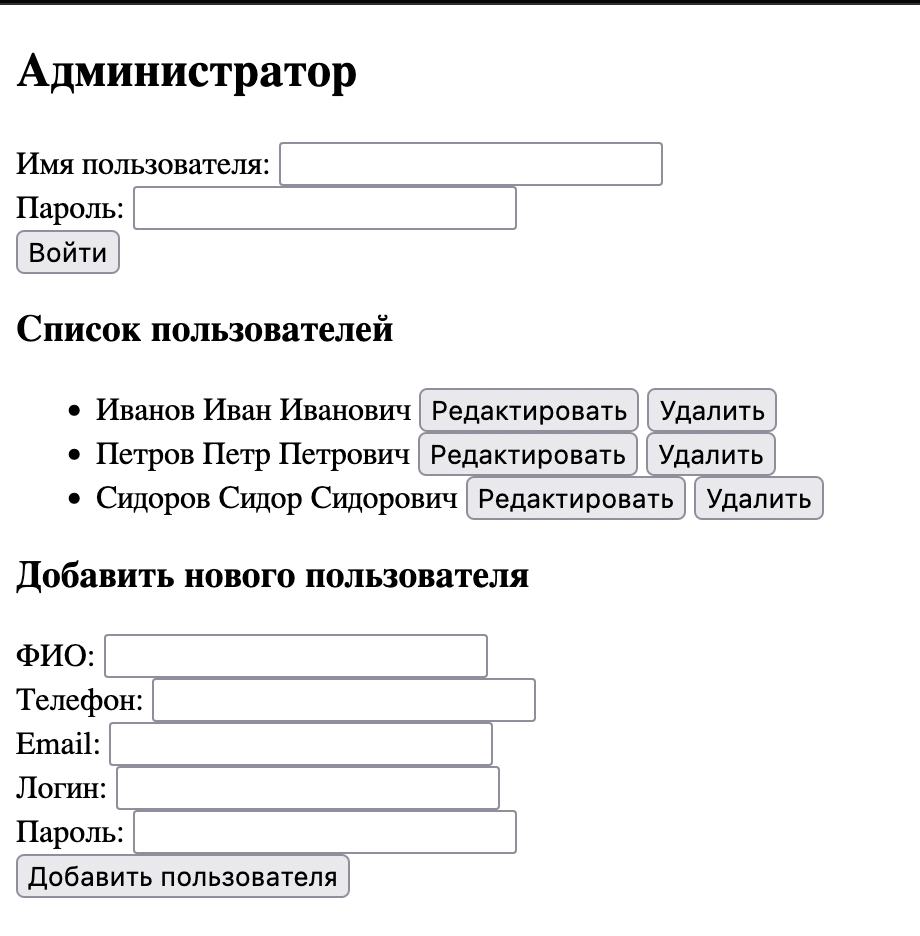 Администратор
Имя пользователя:
Пароль:
Войти
Список пользователей
• Иванов Иван Иванович Редактировать Удалить
• Петров Петр Петрович Редактировать Удалить
• Сидоров Сидор Сидорович Редактировать Удалить
Добавить нового пользователя
ФИО:
Телефон:
Email:
Логин:
Пароль:
Добавить пользователя